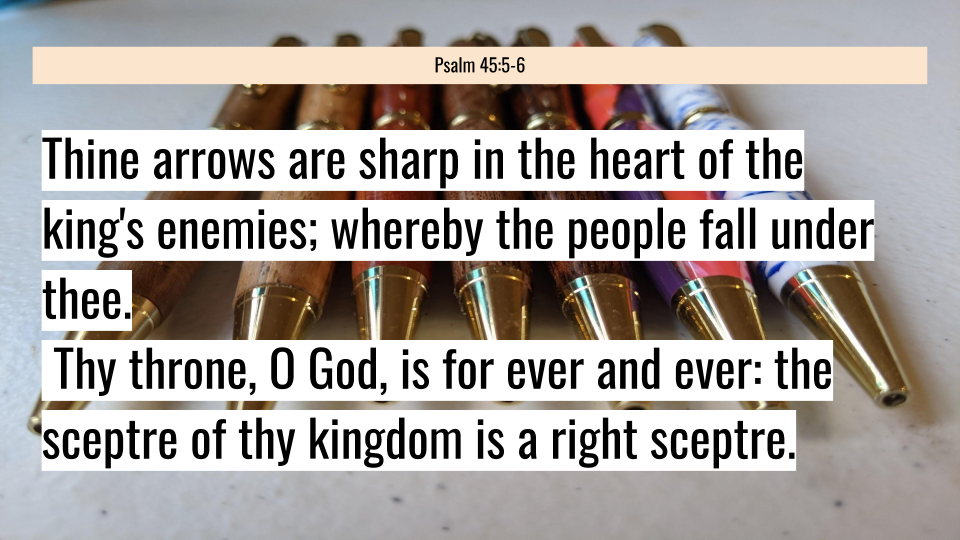 Psalm 45:5-6
Thine arrows are sharp in the heart of the
king's enemies; whereby the people fall under
thee.
Thy throne, O God, is for ever and ever: the
sceptre of thy kingdom is a right sceptre.